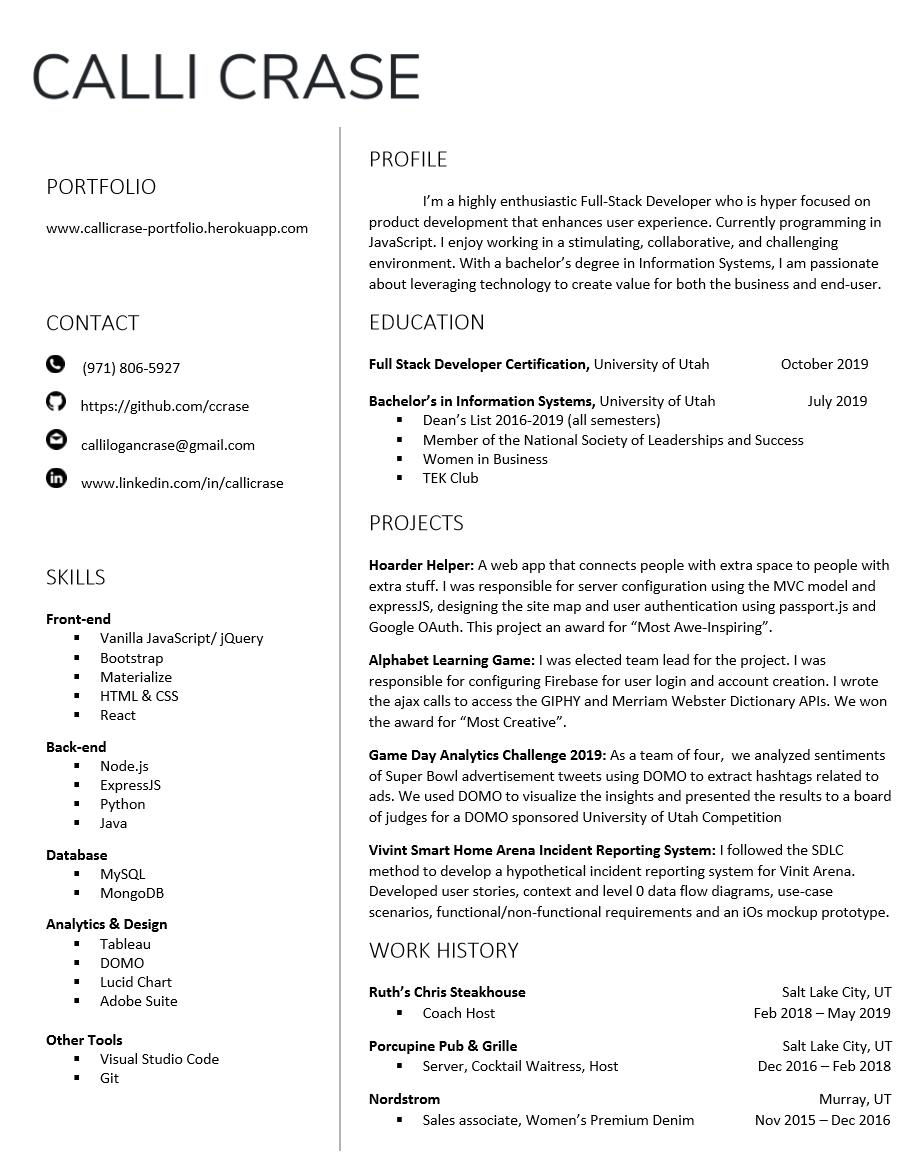 CALLI CRASE
PORTFOLIO
www.callicrase-portfolio.herokuapp.com
CONTACT
(971) 806-5927
https://github.com/ccrase
callilogancrase@gmail.com
in www.linkedin.com/in/callicrase
SKILLS
Front-end
▪ Vanilla JavaScript/ jQuery
▪ Bootstrap
▪ Materialize
▪ HTML & CSS
▪ React
Back-end
▪ Node.js
▪ ExpressJS
▪ Python
▪ Java
Database
▪ MySQL
▪ MongoDB
Analytics & Design
▪ Tableau
▪ DOMO
▪ Lucid Chart
▪ Adobe Suite
Other Tools
▪ Visual Studio Code
▪ Git
PROFILE
I’m a highly enthusiastic Full-Stack Developer who is hyper focused on
product development that enhances user experience. Currently programming in
JavaScript. I enjoy working in a stimulating, collaborative, and challenging
environment. With a bachelor’s degree in Information Systems, I am passionate
about leveraging technology to create value for both the business and end-user.
EDUCATION
Full Stack Developer Certification, University of Utah October 2019
Bachelor’s in Information Systems, University of Utah July 2019
▪ Dean’s List 2016-2019 (all semesters)
▪ Member of the National Society of Leaderships and Success
▪ Women in Business
▪ TEK Club
PROJECTS
Hoarder Helper: A web app that connects people with extra space to people with
extra stuff. I was responsible for server configuration using the MVC model and
expressJS, designing the site map and user authentication using passport.js and
Google OAuth. This project an award for “Most Awe-Inspiring”.
Alphabet Learning Game: I was elected team lead for the project. I was
responsible for configuring Firebase for user login and account creation. I wrote
the ajax calls to access the GIPHY and Merriam Webster Dictionary APIs. We won
the award for “Most Creative”.
Game Day Analytics Challenge 2019: As a team of four,  we analyzed sentiments
of Super Bowl advertisement tweets using DOMO to extract hashtags related to
ads. We used DOMO to visualize the insights and presented the results to a board
of judges for a DOMO sponsored University of Utah Competition
Vivint Smart Home Arena Incident Reporting System: I followed the SDLC
method to develop a hypothetical incident reporting system for Vinit Arena.
Developed user stories, context and level 0 data flow diagrams, use-case
scenarios, functional/non-functional requirements and an iOs mockup prototype.
WORK HISTORY
Ruth’s Chris Steakhouse Salt Lake City, UT
▪ Coach Host Feb 2018 – May 2019
Porcupine Pub & Grille Salt Lake City, UT
▪ Server, Cocktail Waitress, Host Dec 2016 – Feb 2018
Nordstrom Murray, UT
▪ Sales associate, Women’s Premium Denim Nov 2015 – Dec 2016